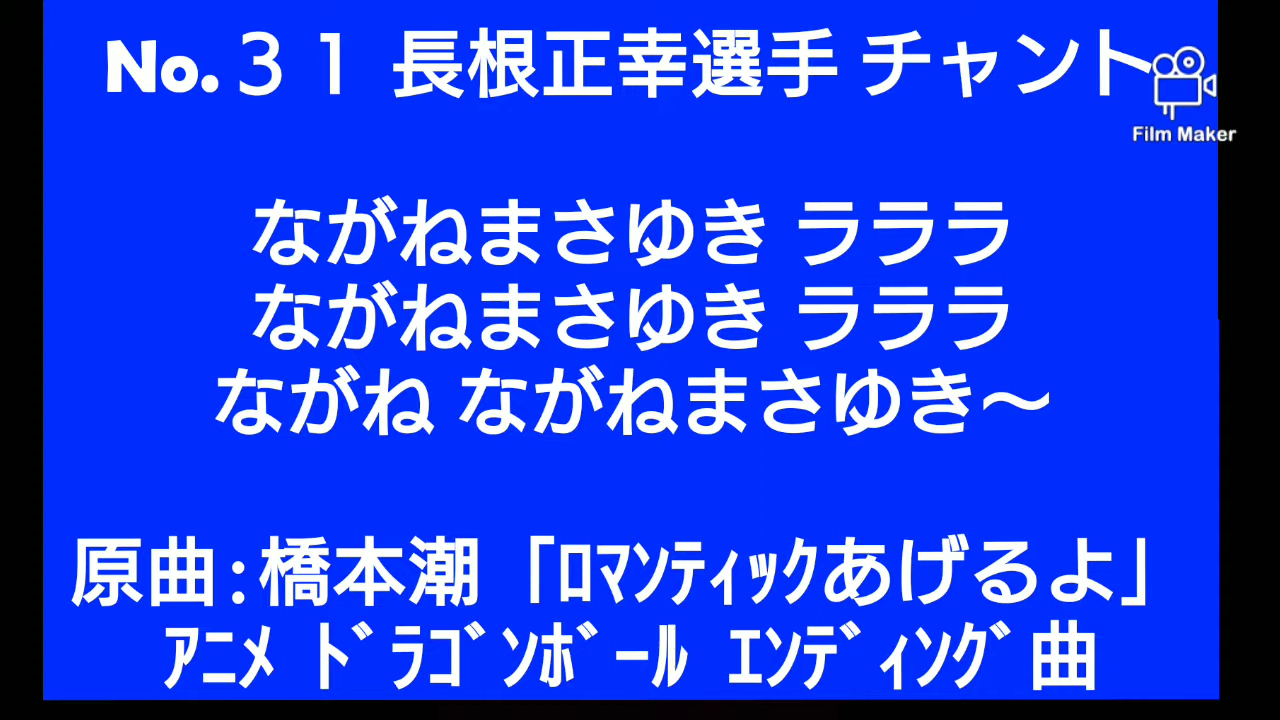 No.３１ 長根正幸選手 チャント
Film Maker
ながねまさゆき ラララ
ながねまさゆき ラララ
ながね ながねまさゆき～
原曲:橋本潮「ﾛﾏﾝﾃｨｯｸあげるよ」
ｱﾆﾒ ﾄﾞﾗｺﾞﾝﾎﾞｰﾙ ｴﾝﾃﾞｨﾝｸﾞ曲